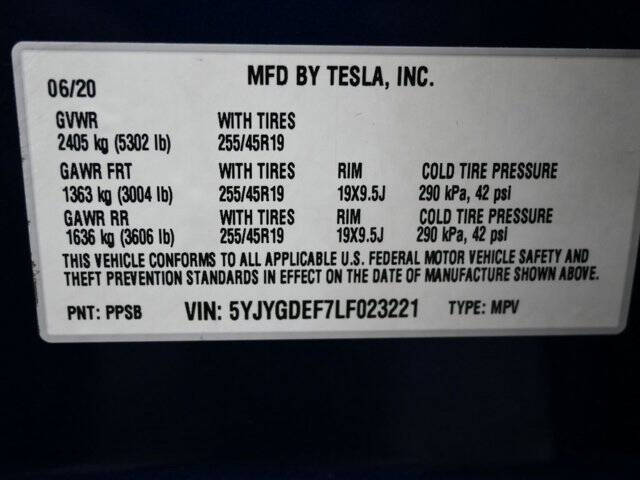 06/20 MFD BY TESLA, INC.
GVWR WITH TIRES
2405 kg (5302 lb) 255/45R19
GAWR FRT WITH TIRES RIM COLD TIRE PRESSURE
1363 kg (3004 lb) 255/45R19 19X9.5J 290 kPa, 42 psi
GAWR RR WITH TIRES RIM COLD TIRE PRESSURE
1636 kg (3606 lb) 255/45R19 19X9.5J 290 kPa, 42 psi
THIS VEHICLE CONFORMS TO ALL APPLICABLE U.S. FEDERAL MOTOR VEHICLE SAFETY AND
THEFT PREVENTION STANDARDS IN EFFECT ON THE DATE OF MANUFACTURE SHOWN ABOVE.
PNT: PPSB VIN: 5YJYGDEF7LF023221 TYPE: MPV